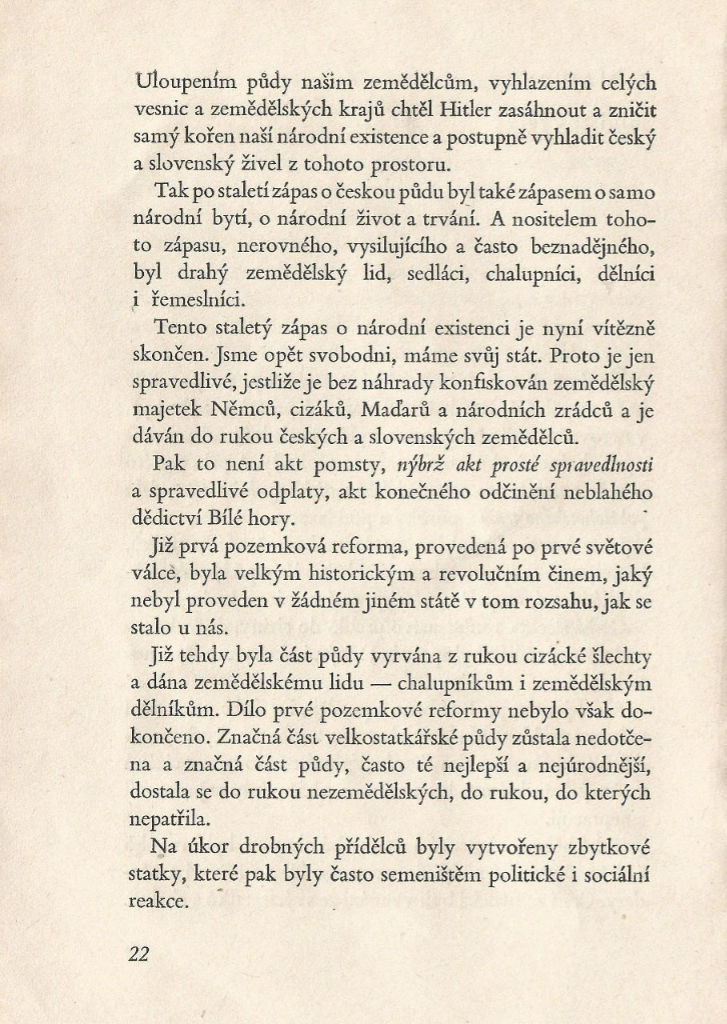 Uloupením půdy našim zemědělcům, vyhlazením celých
vesnic a zemědělských krajů chtěl Hitler zasáhnout a zničit
samý kořen naší národní existence a postupně vyhladit český
a slovenský živel z tohoto prostoru.
Tak po staletí zápas o českou půdu byl také zápasem o samo
národní bytí, o národní život a trvání. A nositelem toho-
to zápasu, nerovného, vysilujícího a často beznadějného,
byl drahý zemědělský lid, sedláci, chalupníci, dělníci
i řemeslníci.
Tento staletý zápas o národní existenci je nyní vítězně
skončen. Jsme opět svobodni, máme svůj stát. Proto je jen
spravedlivé, jestliže je bez náhrady konfiskován zemědělský
majetek Němců, cizáků, Maďarů a národních zrádců a je
dáván do rukou českých a slovenských zemědělců.
Pak to není akt pomsty, nýbrž akt prosté spravedlnosti
a spravedlivé odplaty, akt konečného odčinění neblahého
dědictví Bílé hory.
Již prvá pozemková reforma, provedená po prvé světové
válce, byla velkým historickým a revolučním činem, jaký
nebyl proveden v žádném jiném státě v tom rozsahu, jak se
stalo u nás.
Již tehdy byla část půdy vyrvána z rukou cizácké šlechty
a dána zemědělskému lidu — chalupníkům i zemědělským
dělníkům. Dílo prvé pozemkové reformy nebylo však do-
končeno. Značná část velkostatkářské půdy zůstala nedotče-
na a značná část půdy, často té nejlepší a nejúrodnější,
dostala se do rukou nezemědělských, do rukou, do kterých
nepatřila.
Na úkor drobných přídělců byly vytvořeny zbytkové
statky, které pak byly často semeništěm politické i sociální
reakce.
22